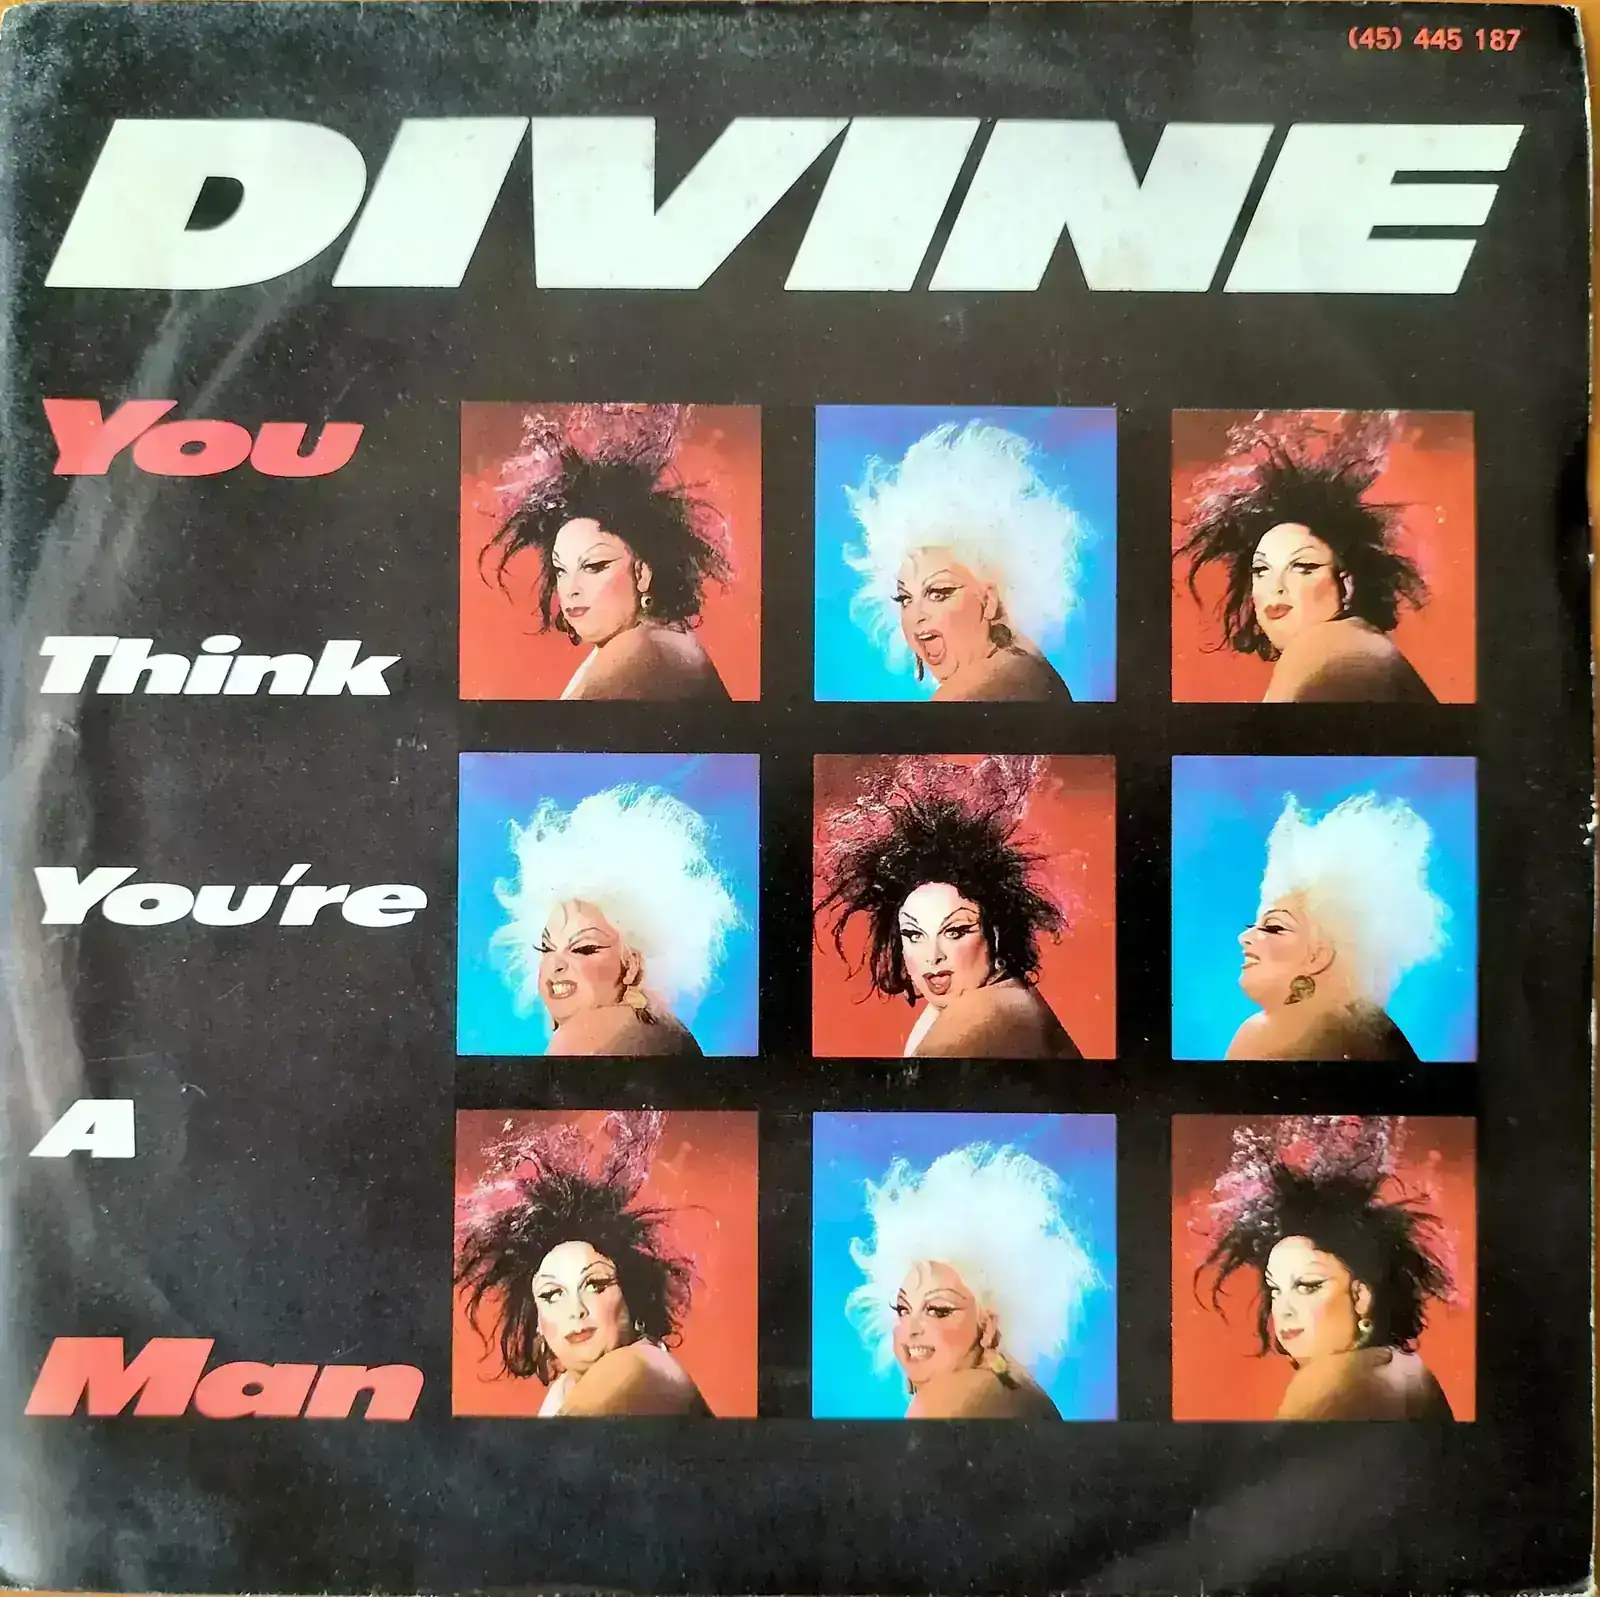 (45) 445 187
DIVINE
You
Think
You're
A
Man